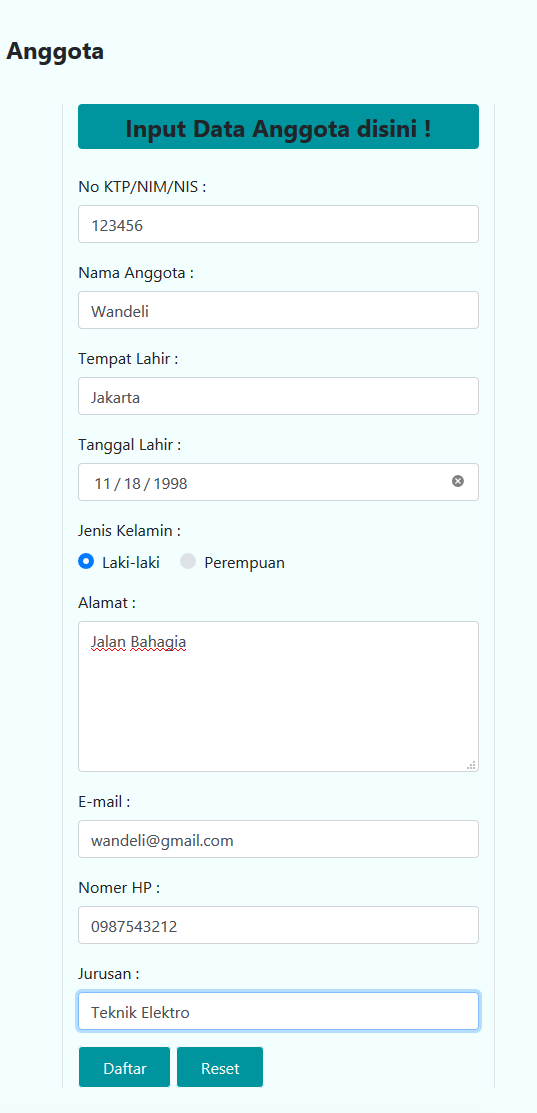 Anggota
Input Data Anggota disini !
No KTP/NIM/NIS :
123456
Nama Anggota :
Wandeli
Tempat Lahir :
Jakarta
Tanggal Lahir :
11 / 18 / 1998
Jenis Kelamin :
Laki-laki Perempuan
Alamat :
Jalan Bahagia
E-mail :
wandeli@gmail.com
Nomer HP :
0987543212
Jurusan :
Teknik Elektro
Daftar Reset